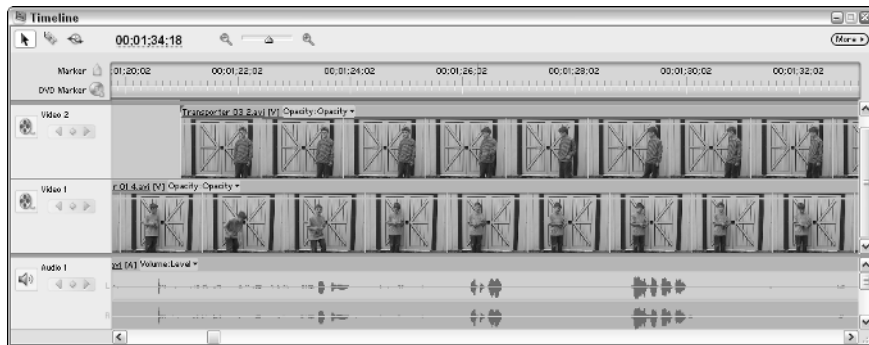 Timeline
00;01;34;18
More
Marker
;01;20;02 00;01;22;02 00;01;24;02 00;01;26;02 00;01;28;02 00;01;30;02 00;01;32;02
DVD Marker
Video 2
Transporter 03 2.avi [V] Opacity:Opacity
Video 1
r 01 4.avi [V] Opacity:Opacity
Audio 1
avi [A] Volume:Level
L
R